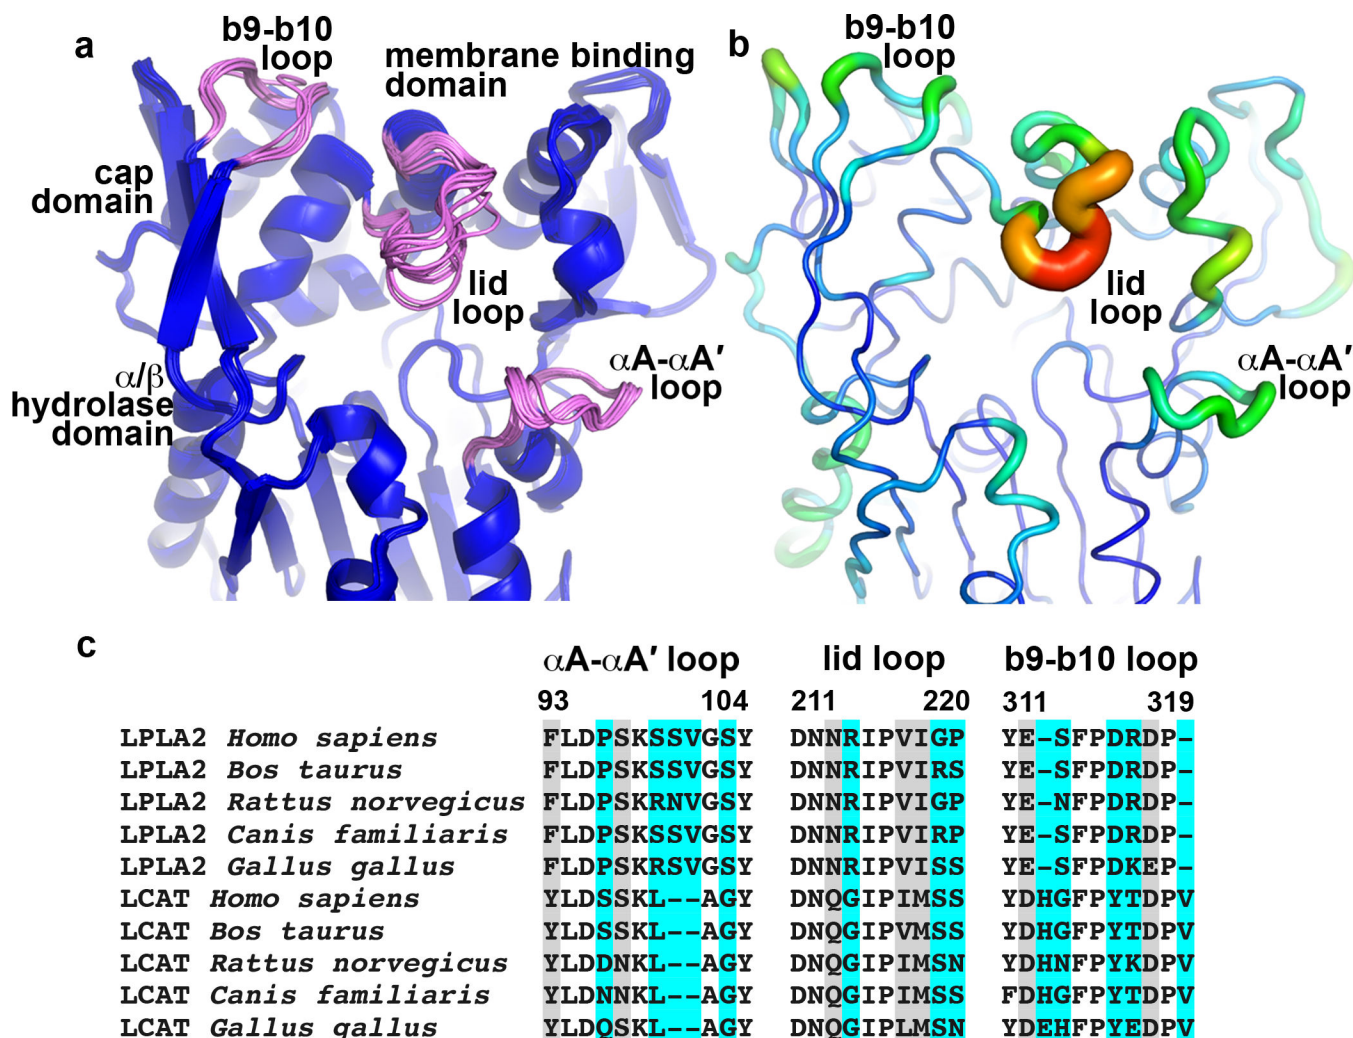 a
b9-b10
loop
membrane binding
domain
cap
domain
lid
loop
α/β
hydrolase
domain
αA-αA′
loop
b
b9-b10
loop
lid
loop
αA-αA′
loop
c
αA-αA′ loop lid loop b9-b10 loop
93 104 211 220 311 319
LPLA2 Homo sapiens FLDPSKSSVGSY DNNRIPVIGP YE-SFPDRDP-
LPLA2 Bos taurus FLDPSKSSVGSY DNNRIPVIRS YE-SFPDRDP-
LPLA2 Rattus norvegicus FLDPSKRNVGSY DNNRIPVIGP YE-NFPDRDP-
LPLA2 Canis familiaris FLDPSKSSVGSY DNNRIPVIRP YE-SFPDRDP-
LPLA2 Gallus gallus FLDPSKRSVGSY DNNRIPVISS YE-SFPDKEP-
LCAT Homo sapiens YLDSSKL--AGY DNQGIPIMSS YDHGFPYTDPV
LCAT Bos taurus YLDSSKL--AGY DNQGIPIMSS YDHGFPYTDPV
LCAT Rattus norvegicus YLDDNKL--AGY DNQGIPIMSN YDHNFPYKDPV
LCAT Canis familiaris YLDNNKL--AGY DNQGIPIMSS FDHGFPYTDPV
LCAT Gallus gallus YLDQSKL--AGY DNQGIPLMSN YDEHFPYEDPV